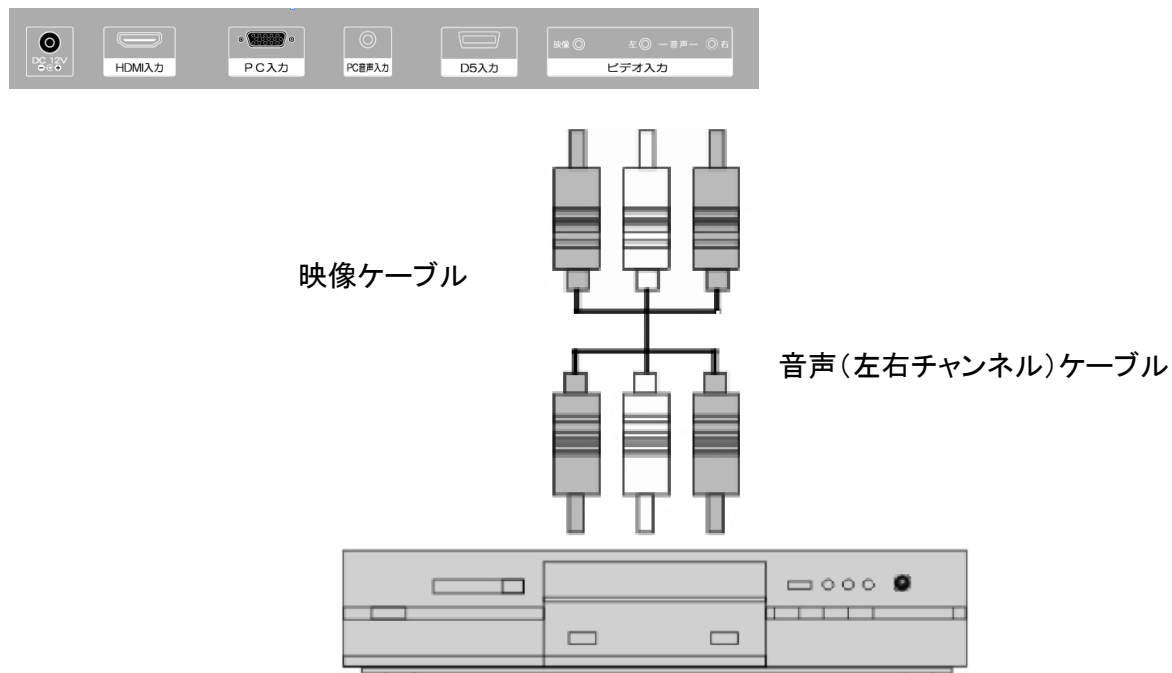 DC 12V
HDMI入力
PC入力
PC音声入力
D5入力
映像 左 ー音声ー 右
ビデオ入力
映像ケーブル
音声(左右チャンネル)ケーブル